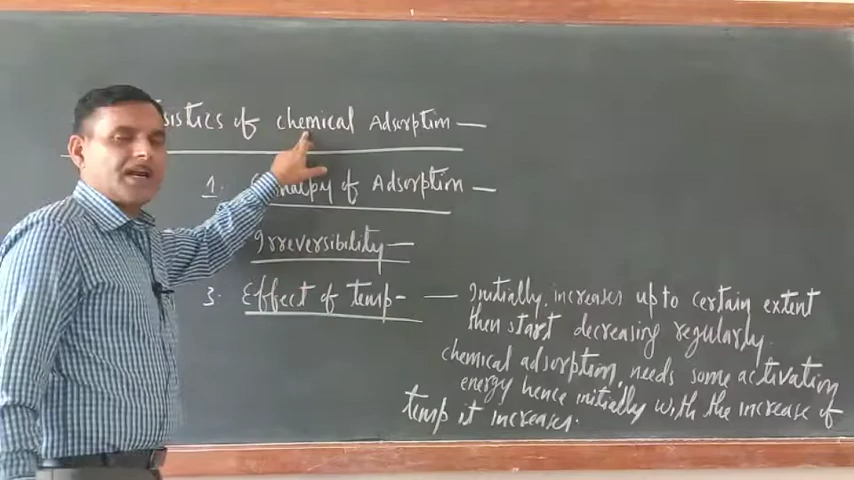 sistics of chemical Adsorption —
1. Enthalpy of Adsorption —
Irreversibility —
3. Effect of temp- — Initially, increases up to certain extent
then start decreasing regularly.
chemical adsorption, needs some activation
energy hence initially with the increase of
temp it increases.